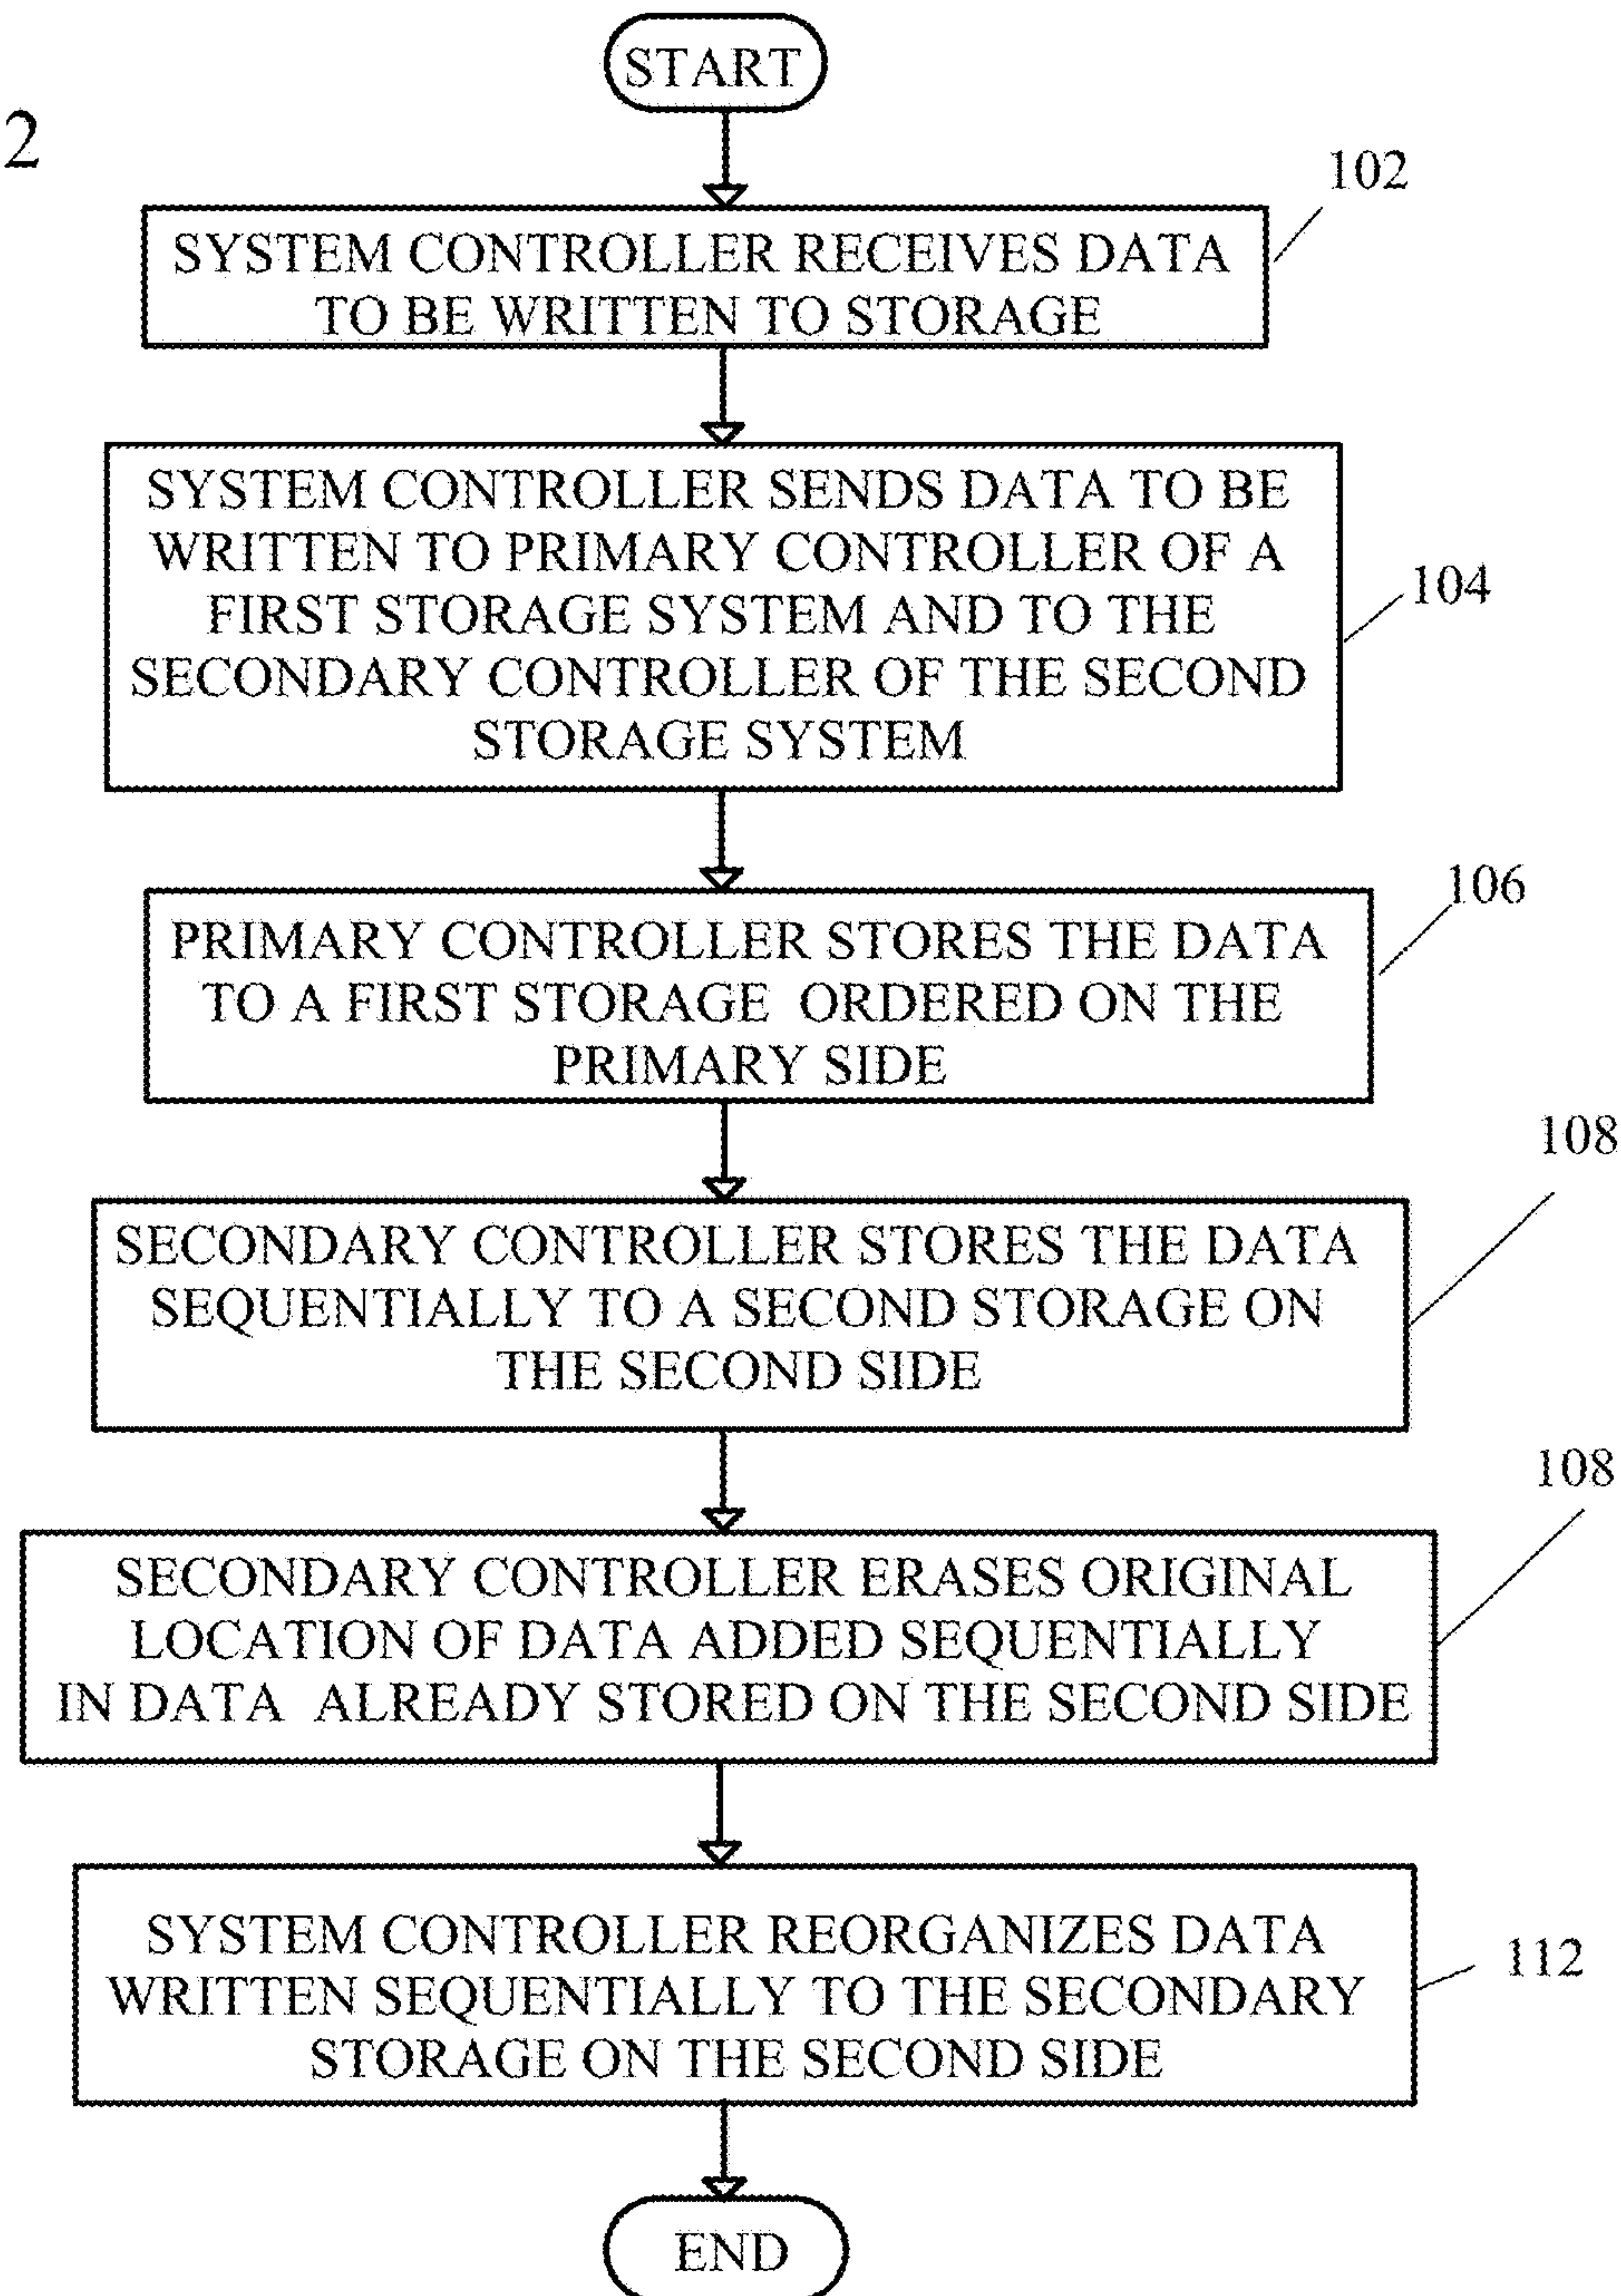 START
2
102
SYSTEM CONTROLLER RECEIVES DATA
TO BE WRITTEN TO STORAGE
SYSTEM CONTROLLER SENDS DATA TO BE
WRITTEN TO PRIMARY CONTROLLER OF A
FIRST STORAGE SYSTEM AND TO THE
SECONDARY CONTROLLER OF THE SECOND
STORAGE SYSTEM
104
106
PRIMARY CONTROLLER STORES THE DATA
TO A FIRST STORAGE ORDERED ON THE
PRIMARY SIDE
108
SECONDARY CONTROLLER STORES THE DATA
SEQUENTIALLY TO A SECOND STORAGE ON
THE SECOND SIDE
108
SECONDARY CONTROLLER ERASES ORIGINAL
LOCATION OF DATA ADDED SEQUENTIALLY
IN DATA ALREADY STORED ON THE SECOND SIDE
SYSTEM CONTROLLER REORGANIZES DATA
WRITTEN SEQUENTIALLY TO THE SECONDARY
STORAGE ON THE SECOND SIDE
112
END